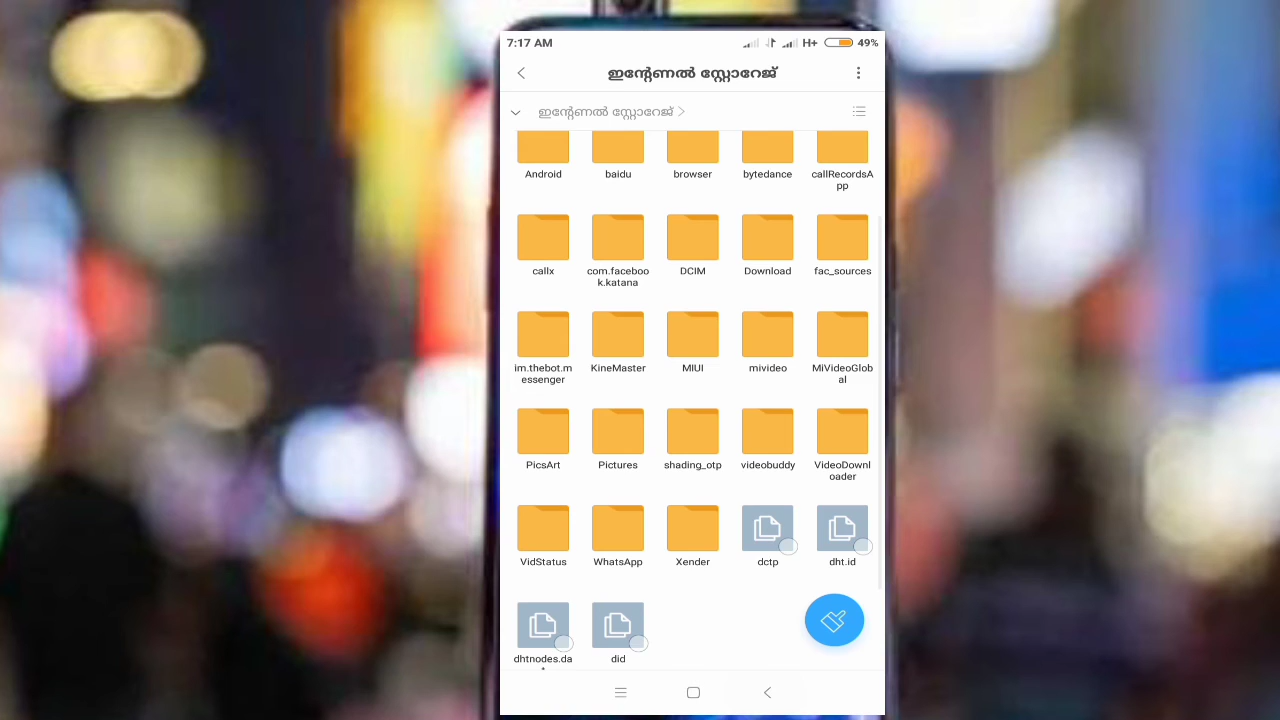 7:17 AM H+ 49%
ഇന്റേണൽ സ്റ്റോറേജ്
ഇന്റേണൽ സ്റ്റോറേജ്
Android baidu browser bytedance callRecordsA
pp
callx com.faceboo DCIM Download fac_sources
k.katana
im.thebot.m KineMaster MIUI mivideo MiVideoGlob
essenger al
PicsArt Pictures shading_otp videobuddy VideoDownl
oader
VidStatus WhatsApp Xender dctp dht.id
dhtnodes.da did